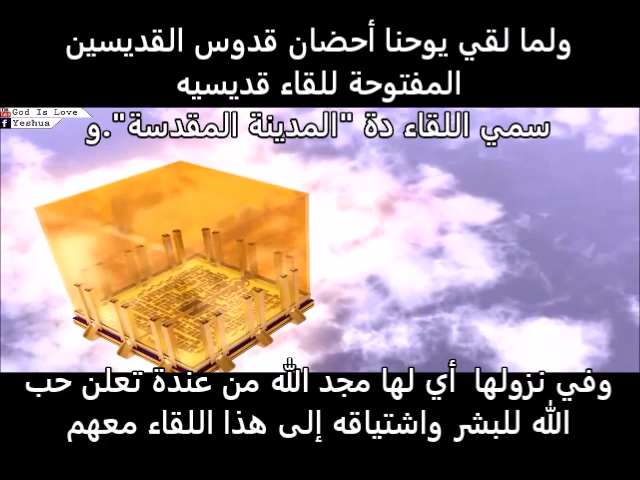 ولما لقي يوحنا أحضان قدوس القديسين
المفتوحة للقاء قديسيه
God Is Love
Yeshua
سمي اللقاء دة "المدينة المقدسة".و
وفي نزولها أي لها مجد الله من عندة تعلن حب
الله للبشر واشتياقه إلى هذا اللقاء معهم